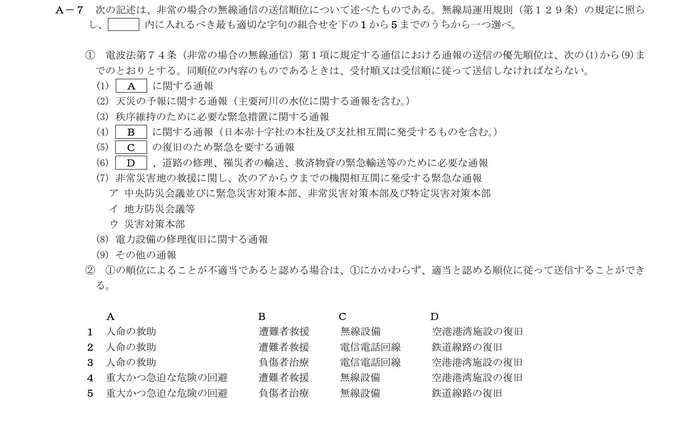 A－7 次の記述は、非常の場合の無線通信の送信順位について述べたものである。無線局運用規則（第１２９条）の規定に照ら
し、 内に入れるべき最も適切な字句の組合せを下の１から５までのうちから一つ選べ。
① 電波法第７４条（非常の場合の無線通信）第１項に規定する通信における通報の送信の優先順位は、次の(1)から(9)ま
でのとおりとする。同順位の内容のものであるときは、受付順又は受信順に従って送信しなければならない。
(1) A に関する通報
(2) 天災の予報に関する通報（主要河川の水位に関する通報を含む。）
(3) 秩序維持のために必要な緊急措置に関する通報
(4) B に関する通報（日本赤十字社の本社及び支社相互間に発受するものを含む。）
(5) C の復旧のため緊急を要する通報
(6) D 、道路の修理、罹災者の輸送、救済物資の緊急輸送等のために必要な通報
(7) 非常災害地の救援に関し、次のアからウまでの機関相互間に発受する緊急な通報
ア 中央防災会議並びに緊急災害対策本部、非常災害対策本部及び特定災害対策本部
イ 地方防災会議等
ウ 災害対策本部
(8) 電力設備の修理復旧に関する通報
(9) その他の通報
② ①の順位によることが不適当であると認める場合は、①にかかわらず、適当と認める順位に従って送信することができ
る。
A B C D
1 人命の救助 遭難者救援 無線設備 空港港湾施設の復旧
2 人命の救助 遭難者救援 電信電話回線 鉄道線路の復旧
3 人命の救助 負傷者治療 電信電話回線 空港港湾施設の復旧
4 重大かつ急迫な危険の回避 遭難者救援 無線設備 空港港湾施設の復旧
5 重大かつ急迫な危険の回避 負傷者治療 無線設備 鉄道線路の復旧